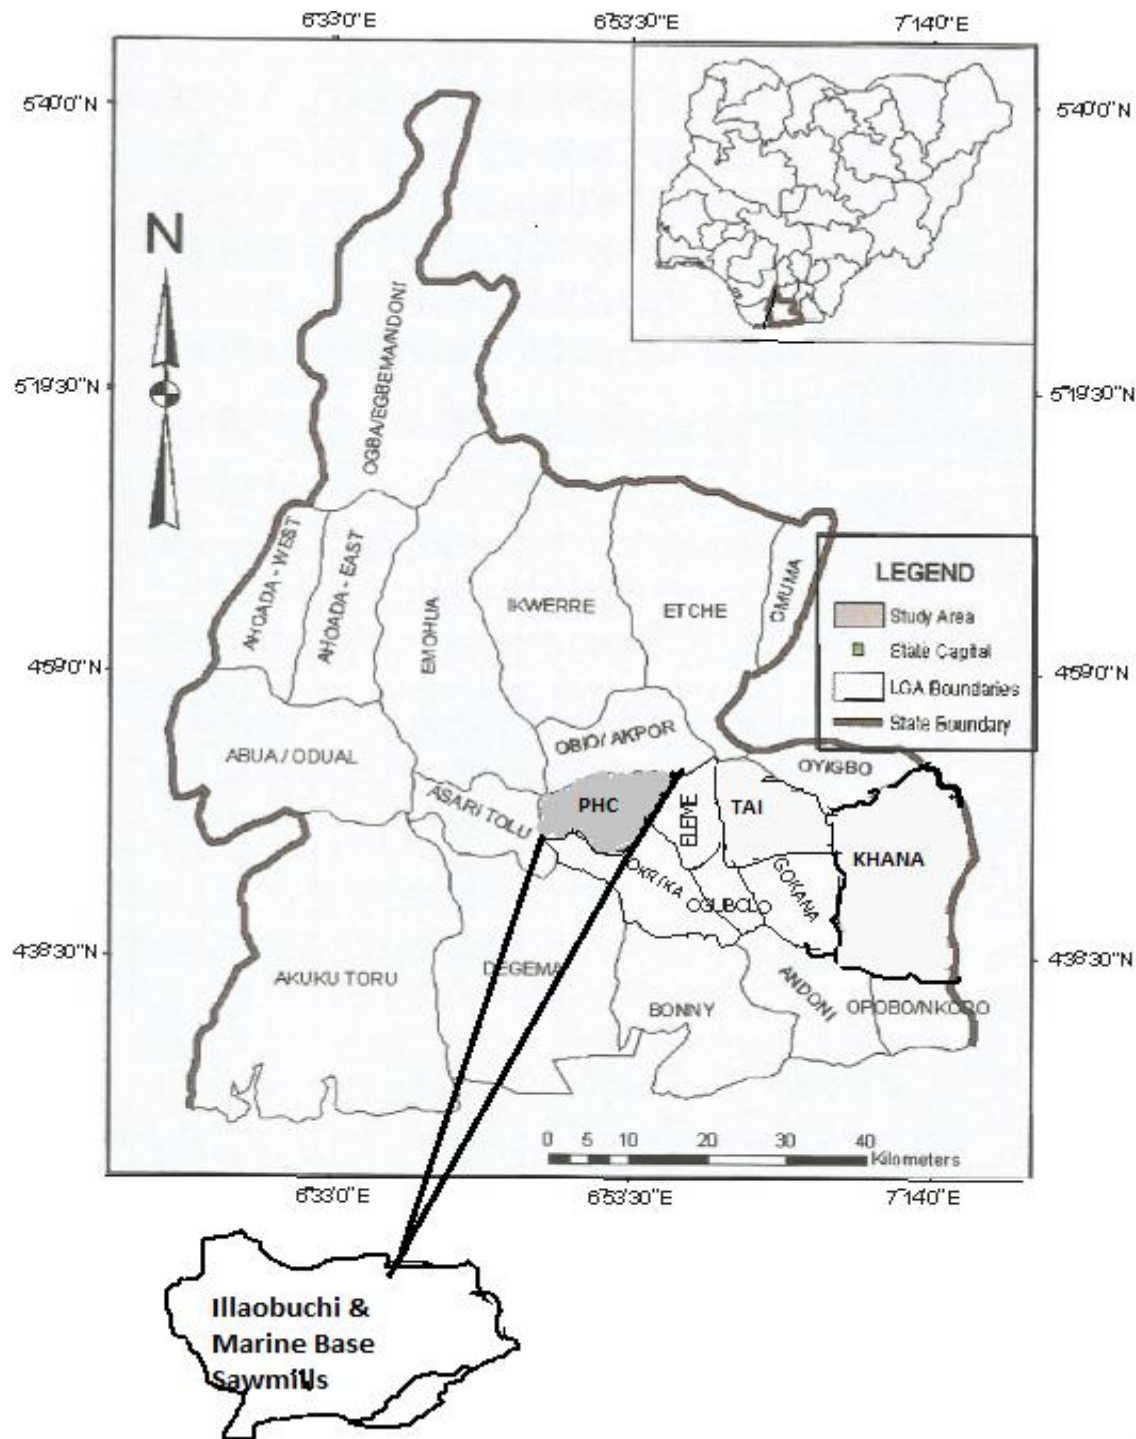 6°33'0"E
6°53'30"E
7°14'0"E
5°40'0"N
5°40'0"N
N
5°19'30"N
5°19'30"N
OGBA/EGBEMA/NDONI
AHOADA - WEST
AHOADA - EAST
EMOHUA
IKWERRE
ETCHE
OMUMA
LEGEND
Study Area
State Capital
LGA Boundaries
State Boundary
4°59'0"N
4°59'0"N
ABUA / ODUAL
OBIO/ AKPOR
OYIGBO
ASARI TOLU
PHC
ELEME
TAI
KHANA
OKRIKA
OGUBOLO
GOKANA
4°38'30"N
4°38'30"N
AKUKU TORU
DEGEMA
BONNY
ANDONI
OPOBO/NKORO
0 5 10 20 30 40
Kilometers
6°33'0"E
6°53'30"E
7°14'0"E
Illaobuchi &
Marine Base
Sawmills